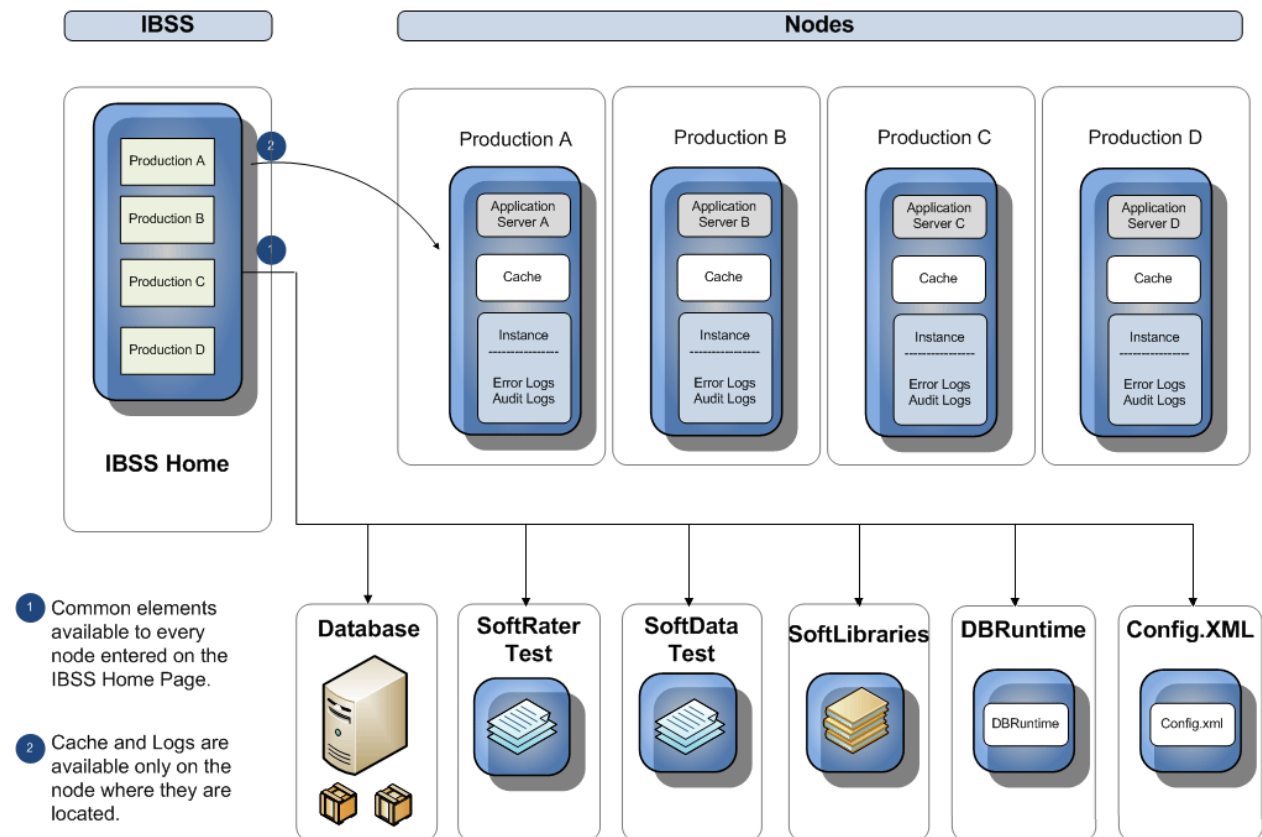 IBSS
Nodes
Production A
Production B
Production C
Production D
IBSS Home
2
1
Production A
Application
Server A
Cache
Instance
-----------------
Error Logs
Audit Logs
Production B
Application
Server B
Cache
Instance
-----------------
Error Logs
Audit Logs
Production C
Application
Server C
Cache
Instance
-----------------
Error Logs
Audit Logs
Production D
Application
Server D
Cache
Instance
-----------------
Error Logs
Audit Logs
1 Common elements
available to every
node entered on the
IBSS Home Page.
2 Cache and Logs are
available only on the
node where they are
located.
Database
SoftRater
Test
SoftData
Test
SoftLibraries
DBRuntime
DBRuntime
Config.XML
Config.xml